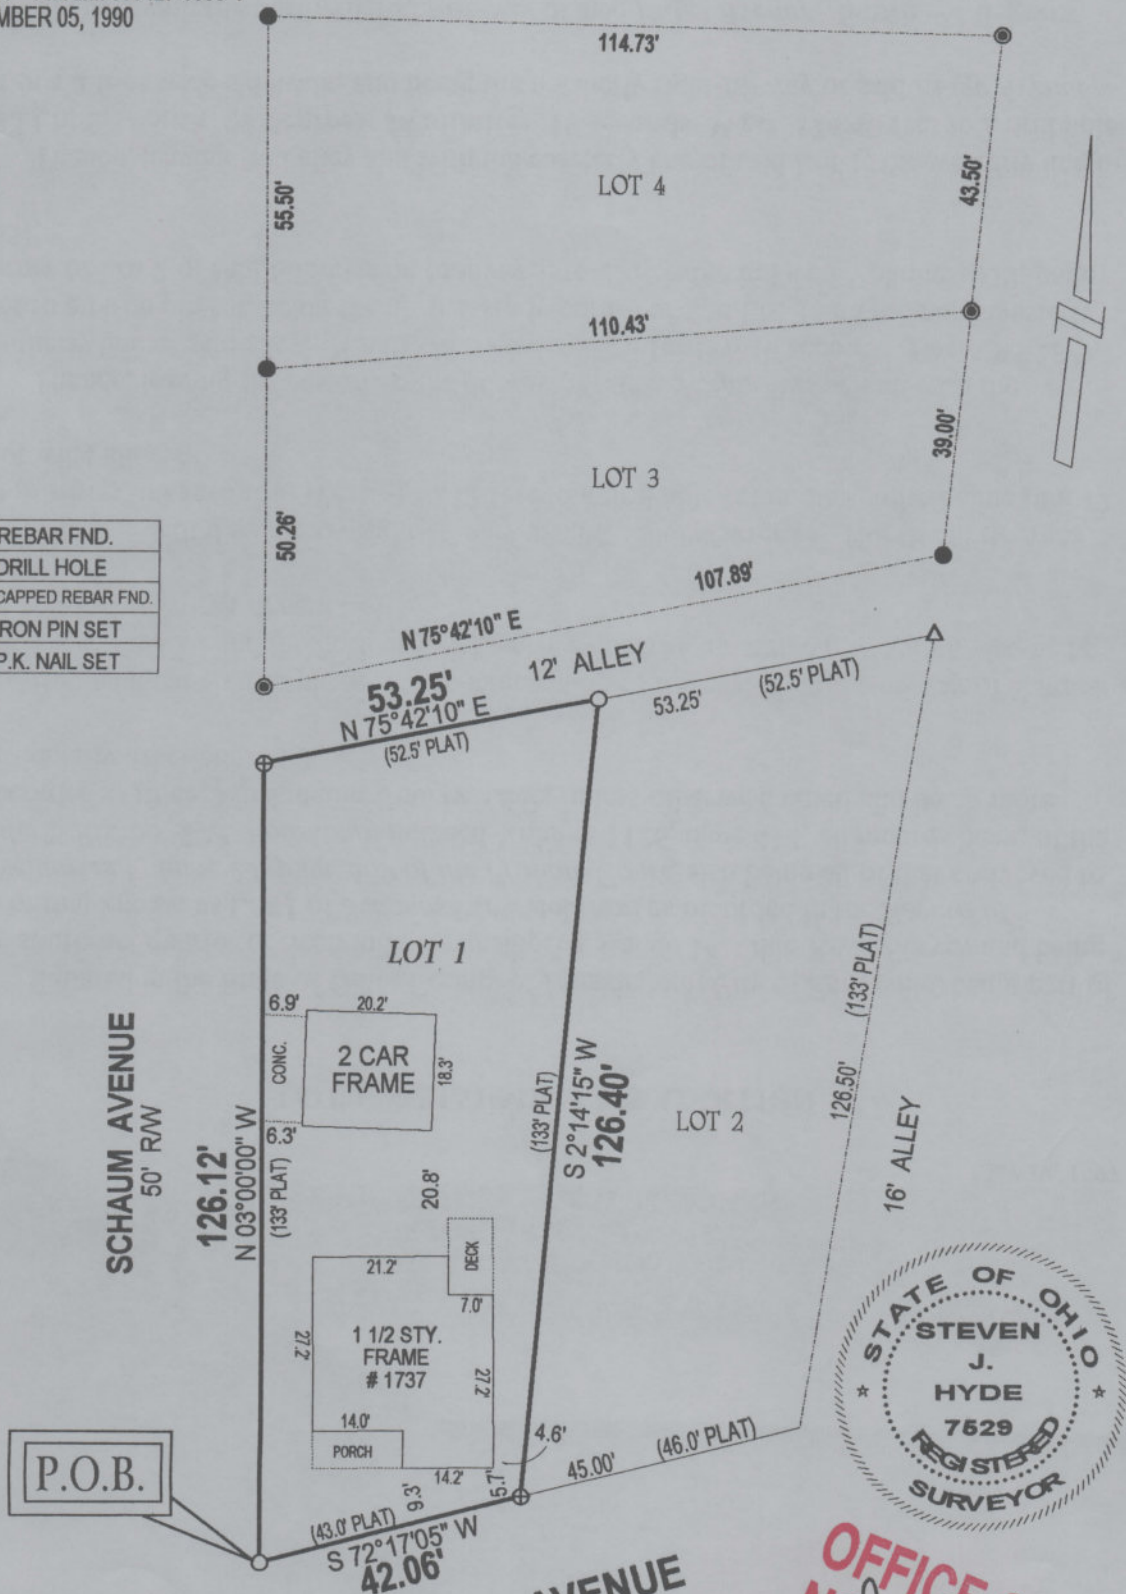 MBER 05, 1990
114.73'
55.50'
LOT 4
43.50'
110.43'
39.00'
LOT 3
50.26'
REBAR FND.
DRILL HOLE
CAPPED REBAR FND.
IRON PIN SET
P.K. NAIL SET
107.89'
N 75°42'10" E
12' ALLEY
53.25'
N 75°42'10" E
(52.5' PLAT)
53.25'
(52.5' PLAT)
LOT 1
6.9'
20.2'
CONC.
2 CAR
FRAME
18.3'
6.3'
SCHAUM AVENUE
50' R/W
126.12'
N 03°00'00" W
(133' PLAT)
(133' PLAT)
S 2°14'15" W
126.40'
LOT 2
(133' PLAT)
126.50'
16' ALLEY
20.8'
DECK
21.2'
7.0'
27.2'
1 1/2 STY.
FRAME
# 1737
27.2'
14.0'
PORCH
14.2'
4.6'
5.7'
9.3'
45.00'
(46.0' PLAT)
P.O.B.
(43.0' PLAT)
S 72°17'05" W
42.06'
AVENUE
STATE OF OHIO
STEVEN
J.
HYDE
7529
REGISTERED
SURVEYOR
OFFICE